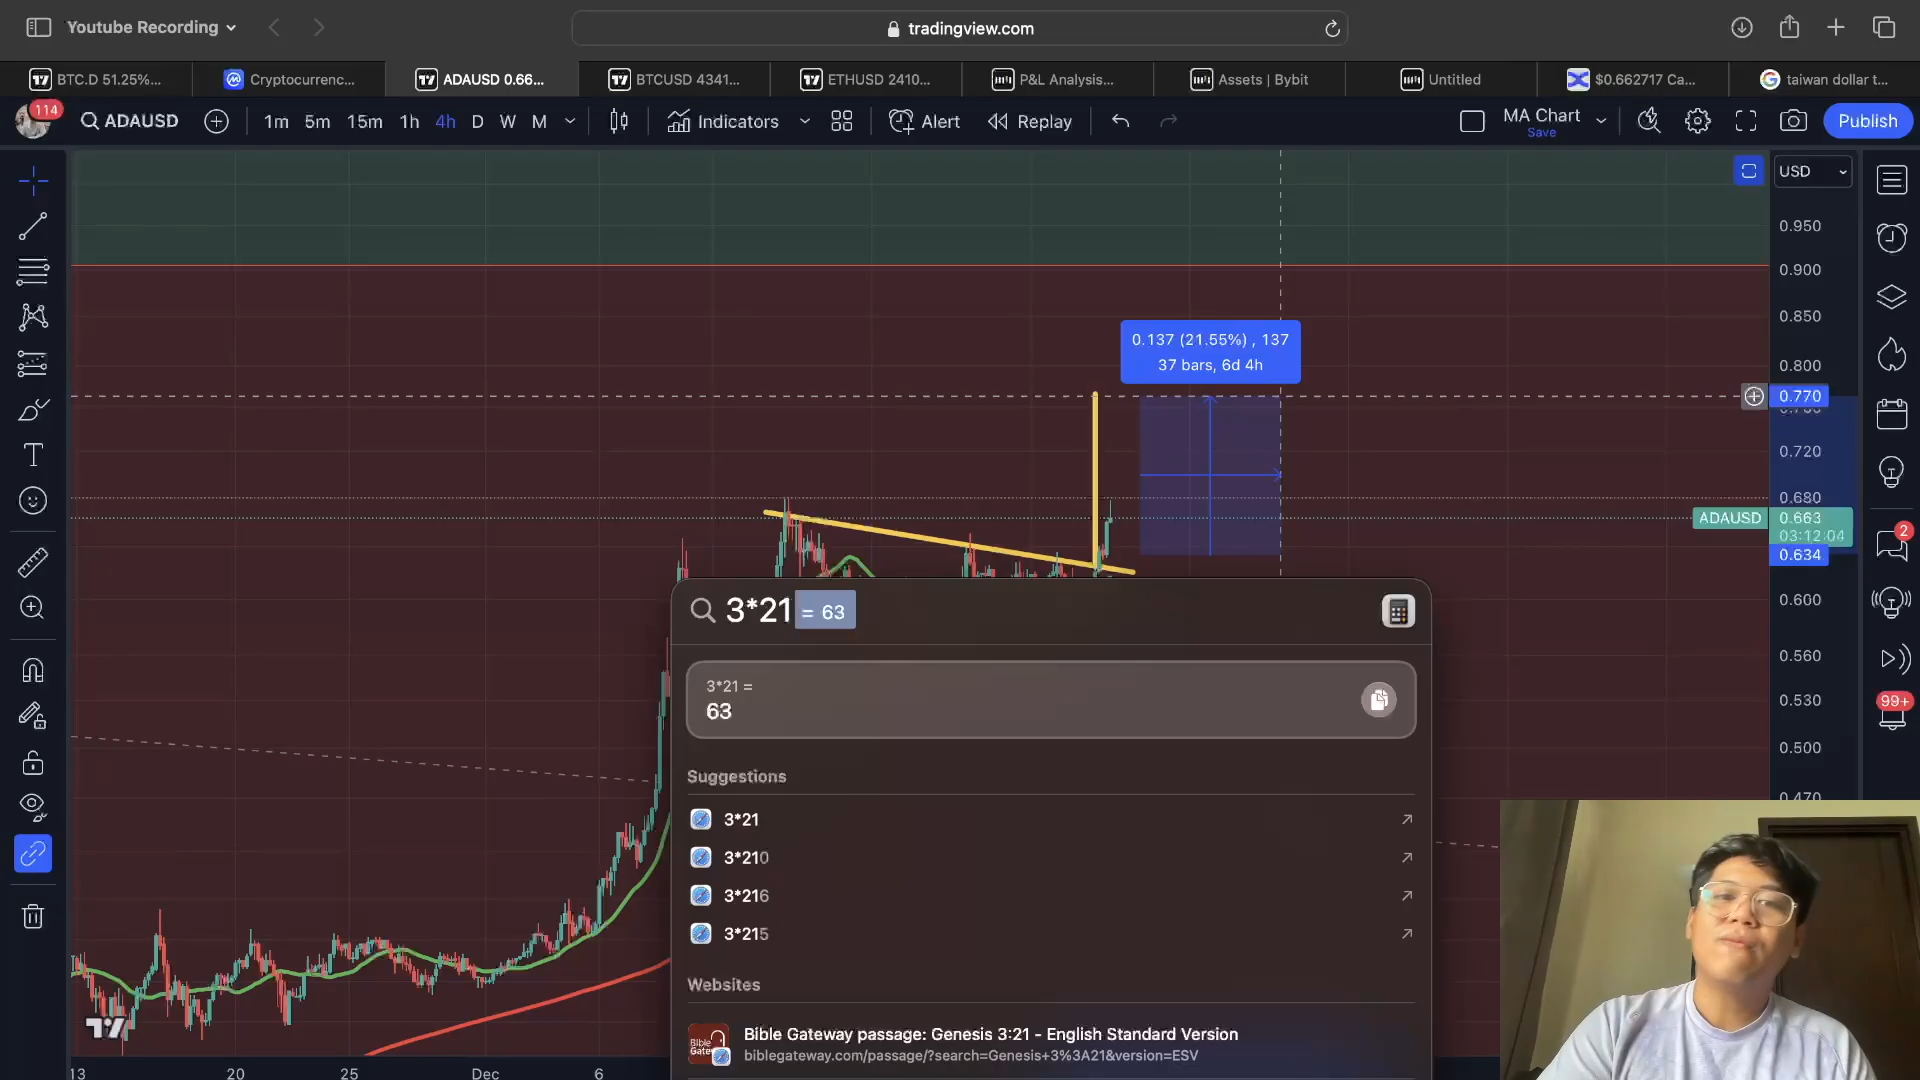 Youtube Recording
tradingview.com
BTC.D 51.25%...
Cryptocurrenc...
ADAUSD 0.66...
BTCUSD 4341...
ETHUSD 2410...
P&L Analysis...
Assets | Bybit
Untitled
$0.662717 Ca...
taiwan dollar t...
114
ADAUSD
1m 5m 15m 1h 4h D W M
Indicators
Alert
Replay
MA Chart
Save
Publish
USD
0.950
0.900
0.850
0.800
0.770
0.720
0.680
ADAUSD 0.663
03:12:04
0.634
0.600
0.560
0.530
0.500
0.470
0.137 (21.55%) , 137
37 bars, 6d 4h
2
99+
3*21 = 63
3*21 =
63
Suggestions
3*21
3*210
3*216
3*215
Websites
Bible Gateway passage: Genesis 3:21 - English Standard Version
biblegateway.com/passage/?search=Genesis+3%3A21&version=ESV
13 20 25 Dec 6